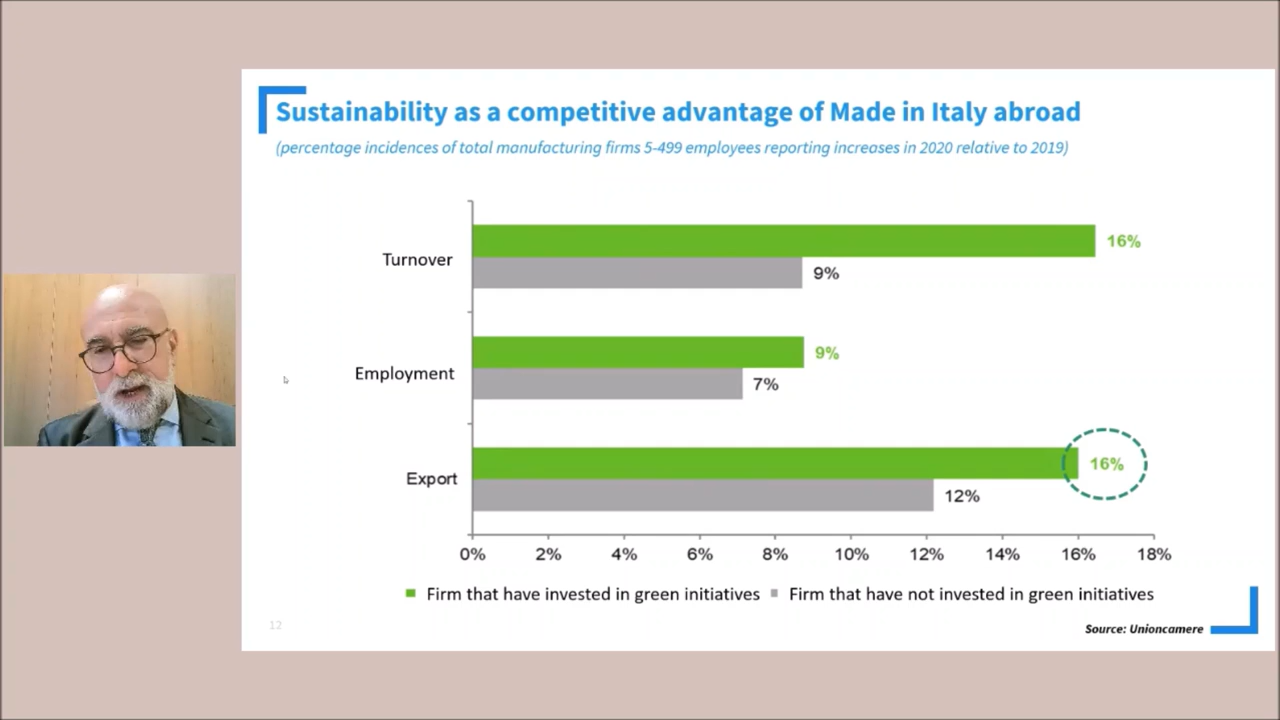 Sustainability as a competitive advantage of Made in Italy abroad
(percentage incidences of total manufacturing firms 5-499 employees reporting increases in 2020 relative to 2019)
Turnover
16%
9%
Employment
9%
7%
Export
16%
12%
0% 2% 4% 6% 8% 10% 12% 14% 16% 18%
Firm that have invested in green initiatives Firm that have not invested in green initiatives
12
Source: Unioncamere